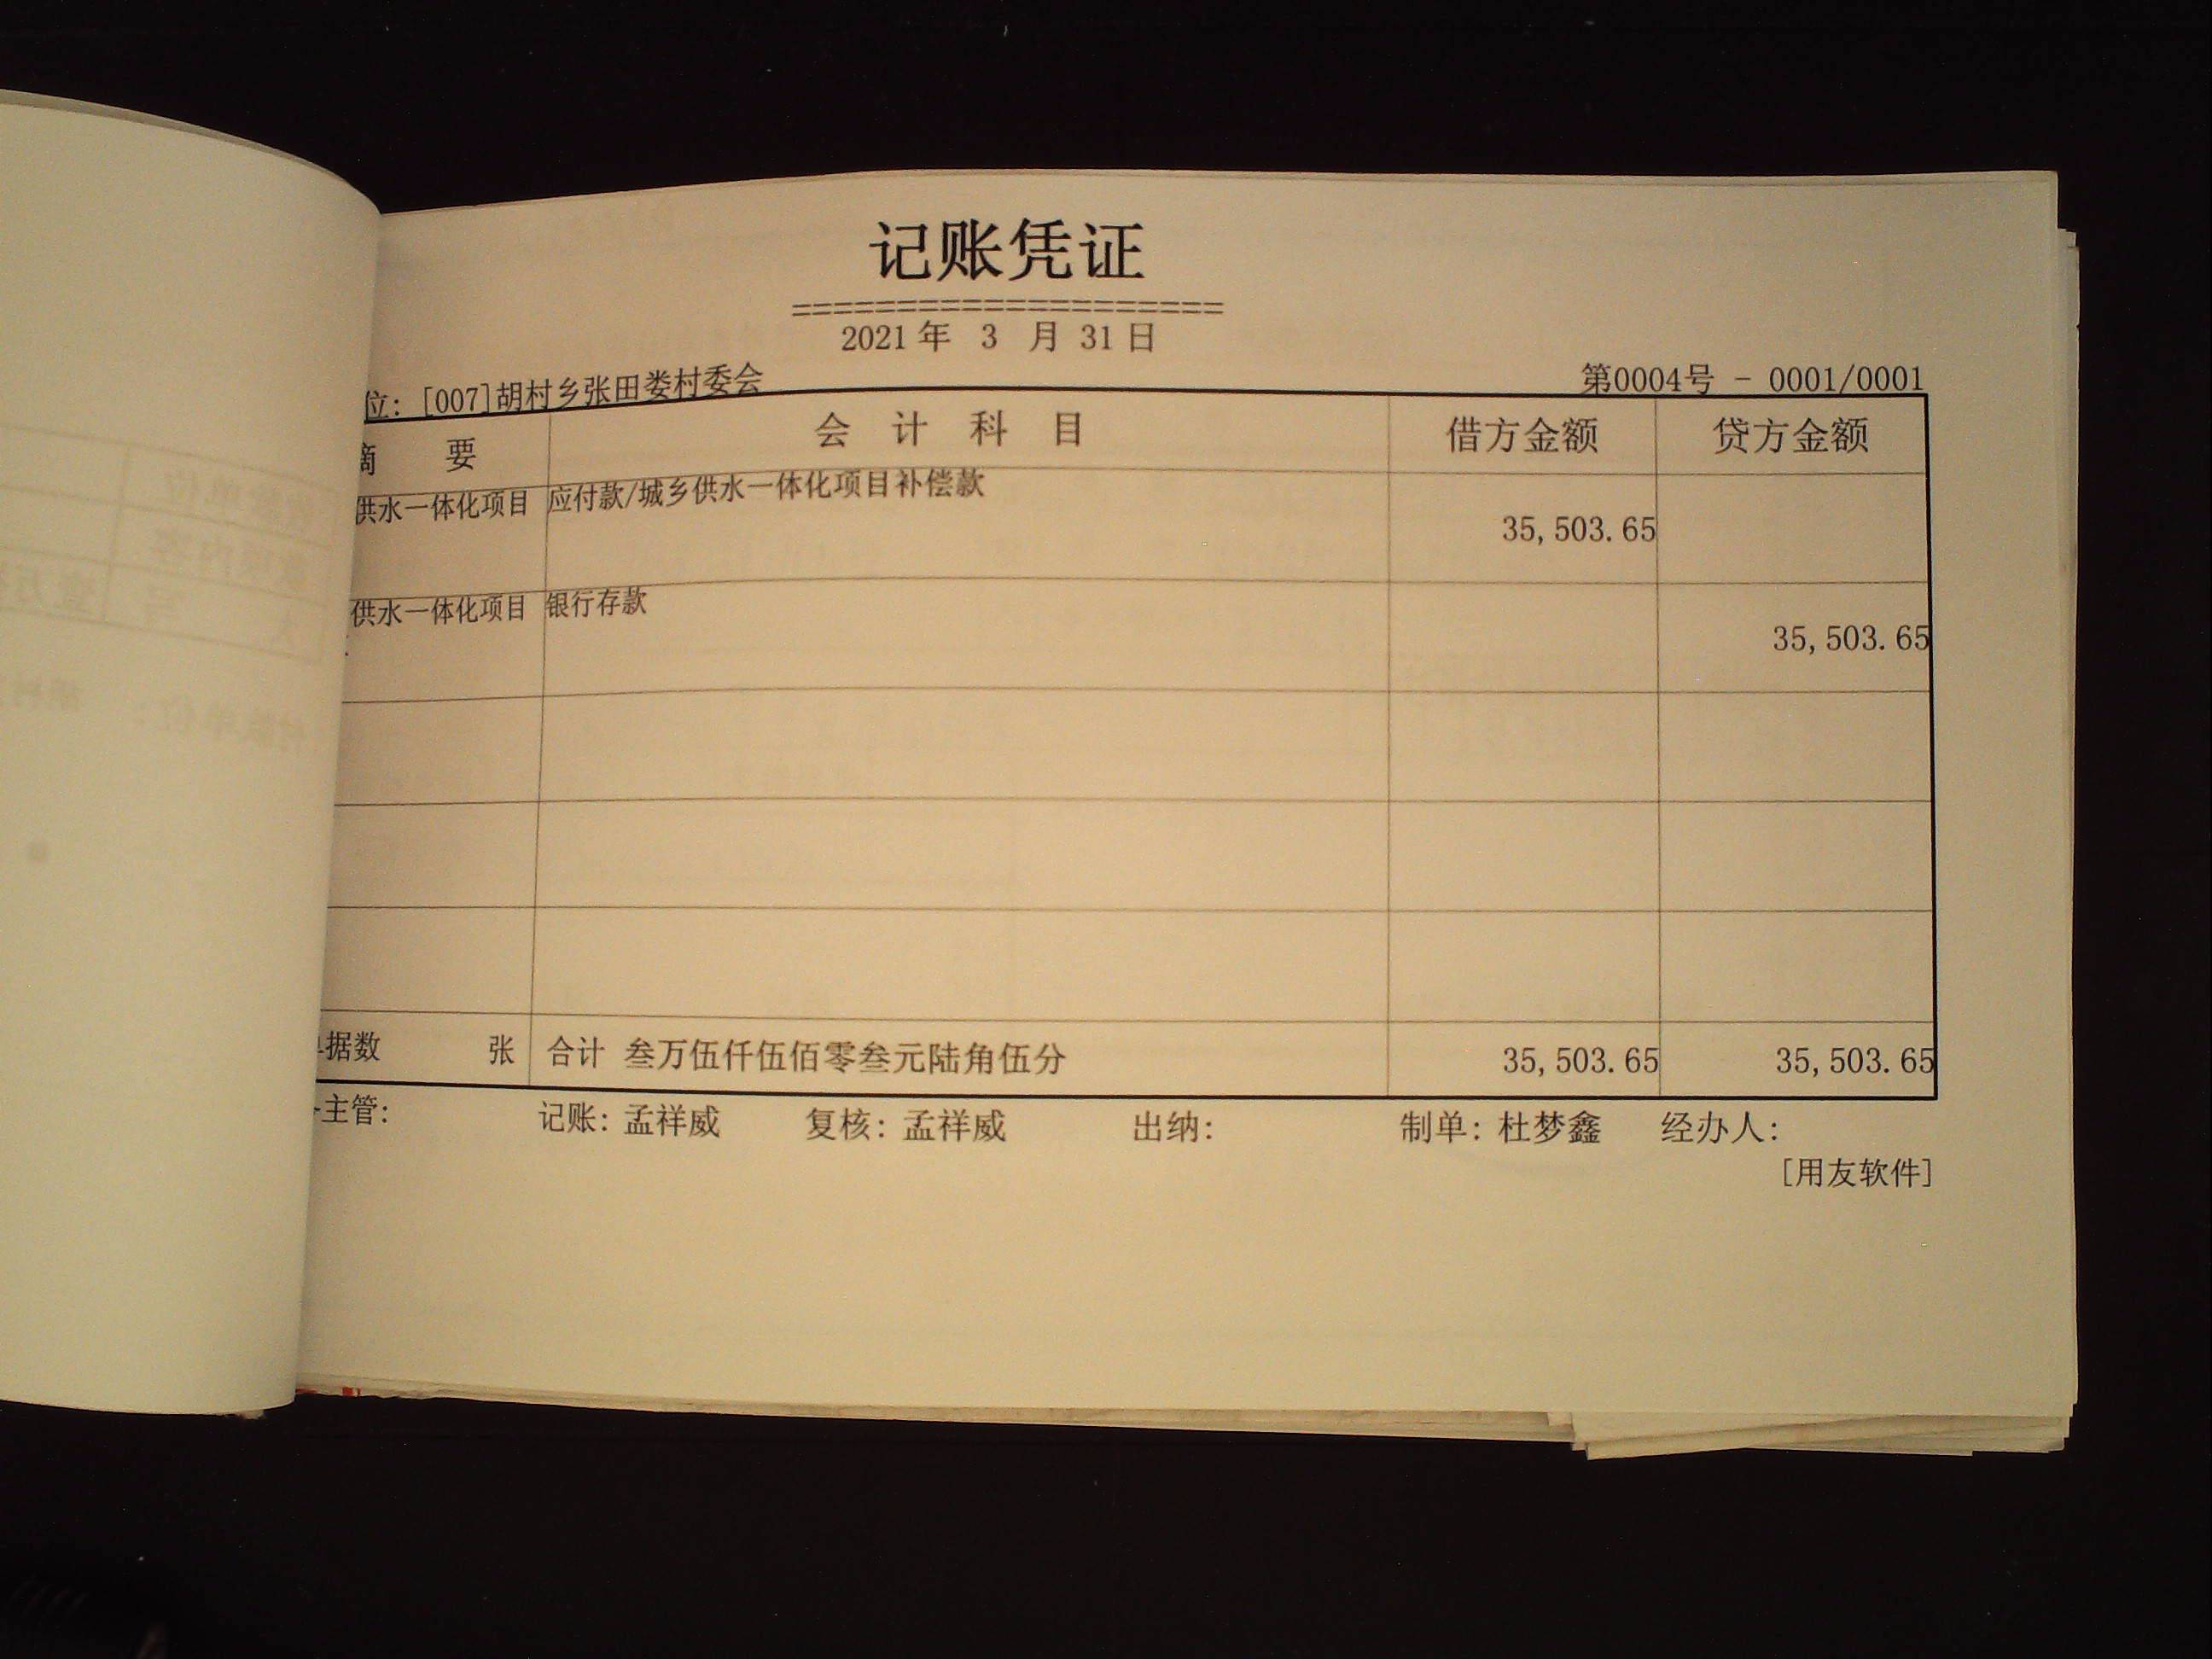 记账凭证
====================
2021 年 3 月 31 日
位: [007]胡村乡张田娄村委会 第0004号 - 0001/0001
摘 要 会 计 科 目 借方金额 贷方金额
供水一体化项目 应付款/城乡供水一体化项目补偿款 35,503.65
供水一体化项目 银行存款 35,503.65
据数 张 合计 叁万伍仟伍佰零叁元陆角伍分 35,503.65 35,503.65
主管: 记账: 孟祥威 复核: 孟祥威 出纳: 制单: 杜梦鑫 经办人:
[用友软件]